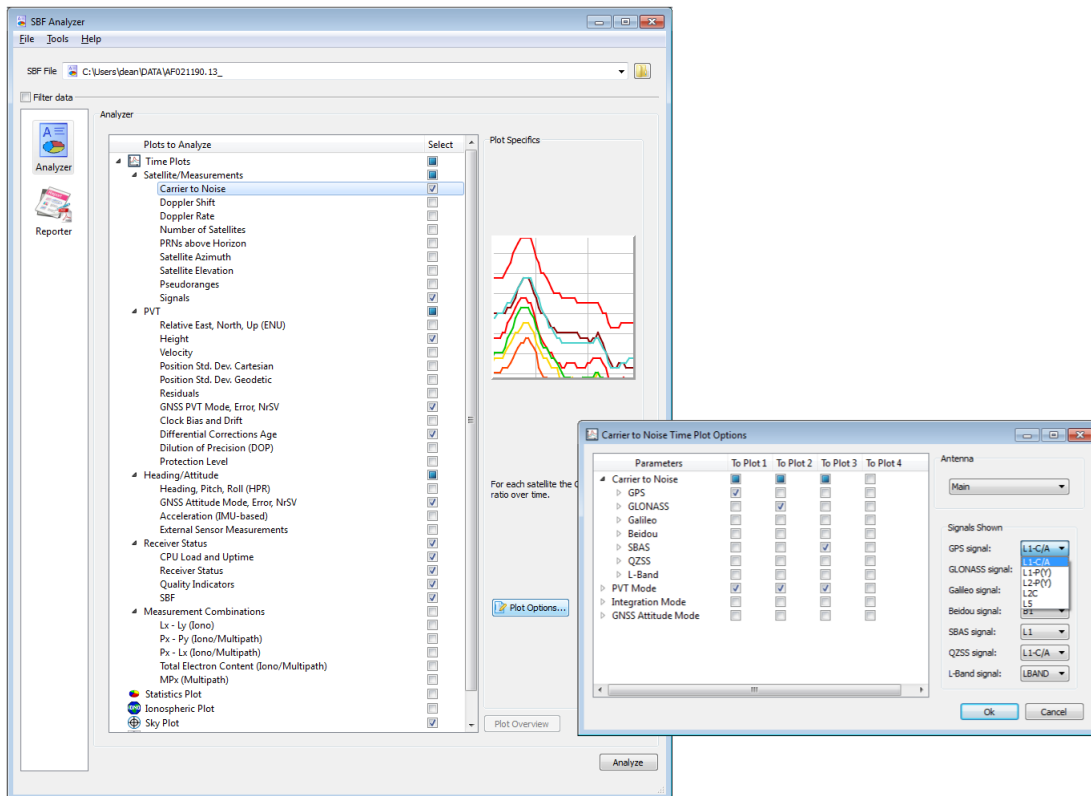 SBF Analyzer
File Tools Help
SBF File C:\Users\dean\DATA\AF021190.13_
Filter data
Analyzer
Reporter
Analyzer
Plots to Analyze Select
Time Plots
Satellite/Measurements
Carrier to Noise
Doppler Shift
Doppler Rate
Number of Satellites
PRNs above Horizon
Satellite Azimuth
Satellite Elevation
Pseudoranges
Signals
PVT
Relative East, North, Up (ENU)
Height
Velocity
Position Std. Dev. Cartesian
Position Std. Dev. Geodetic
Residuals
GNSS PVT Mode, Error, NrSV
Clock Bias and Drift
Differential Corrections Age
Dilution of Precision (DOP)
Protection Level
Heading/Attitude
Heading, Pitch, Roll (HPR)
GNSS Attitude Mode, Error, NrSV
Acceleration (IMU-based)
External Sensor Measurements
Receiver Status
CPU Load and Uptime
Receiver Status
Quality Indicators
SBF
Measurement Combinations
Lx - Ly (Iono)
Px - Py (Iono/Multipath)
Px - Lx (Iono/Multipath)
Total Electron Content (Iono/Multipath)
MPx (Multipath)
Statistics Plot
Ionospheric Plot
Sky Plot
Plot Specifics
For each satellite the C
ratio over time.
Plot Options...
Plot Overview
Analyze
Carrier to Noise Time Plot Options
Parameters To Plot 1 To Plot 2 To Plot 3 To Plot 4
Carrier to Noise
GPS
GLONASS
Galileo
Beidou
SBAS
QZSS
L-Band
PVT Mode
Integration Mode
GNSS Attitude Mode
Antenna
Main
Signals Shown
GPS signal: L1-C/A
L1-C/A
GLONASS signal: L1-P(Y)
L2-P(Y)
Galileo signal: L2C
L5
Beidou signal: B1
SBAS signal: L1
QZSS signal: L1-C/A
L-Band signal: LBAND
Ok Cancel